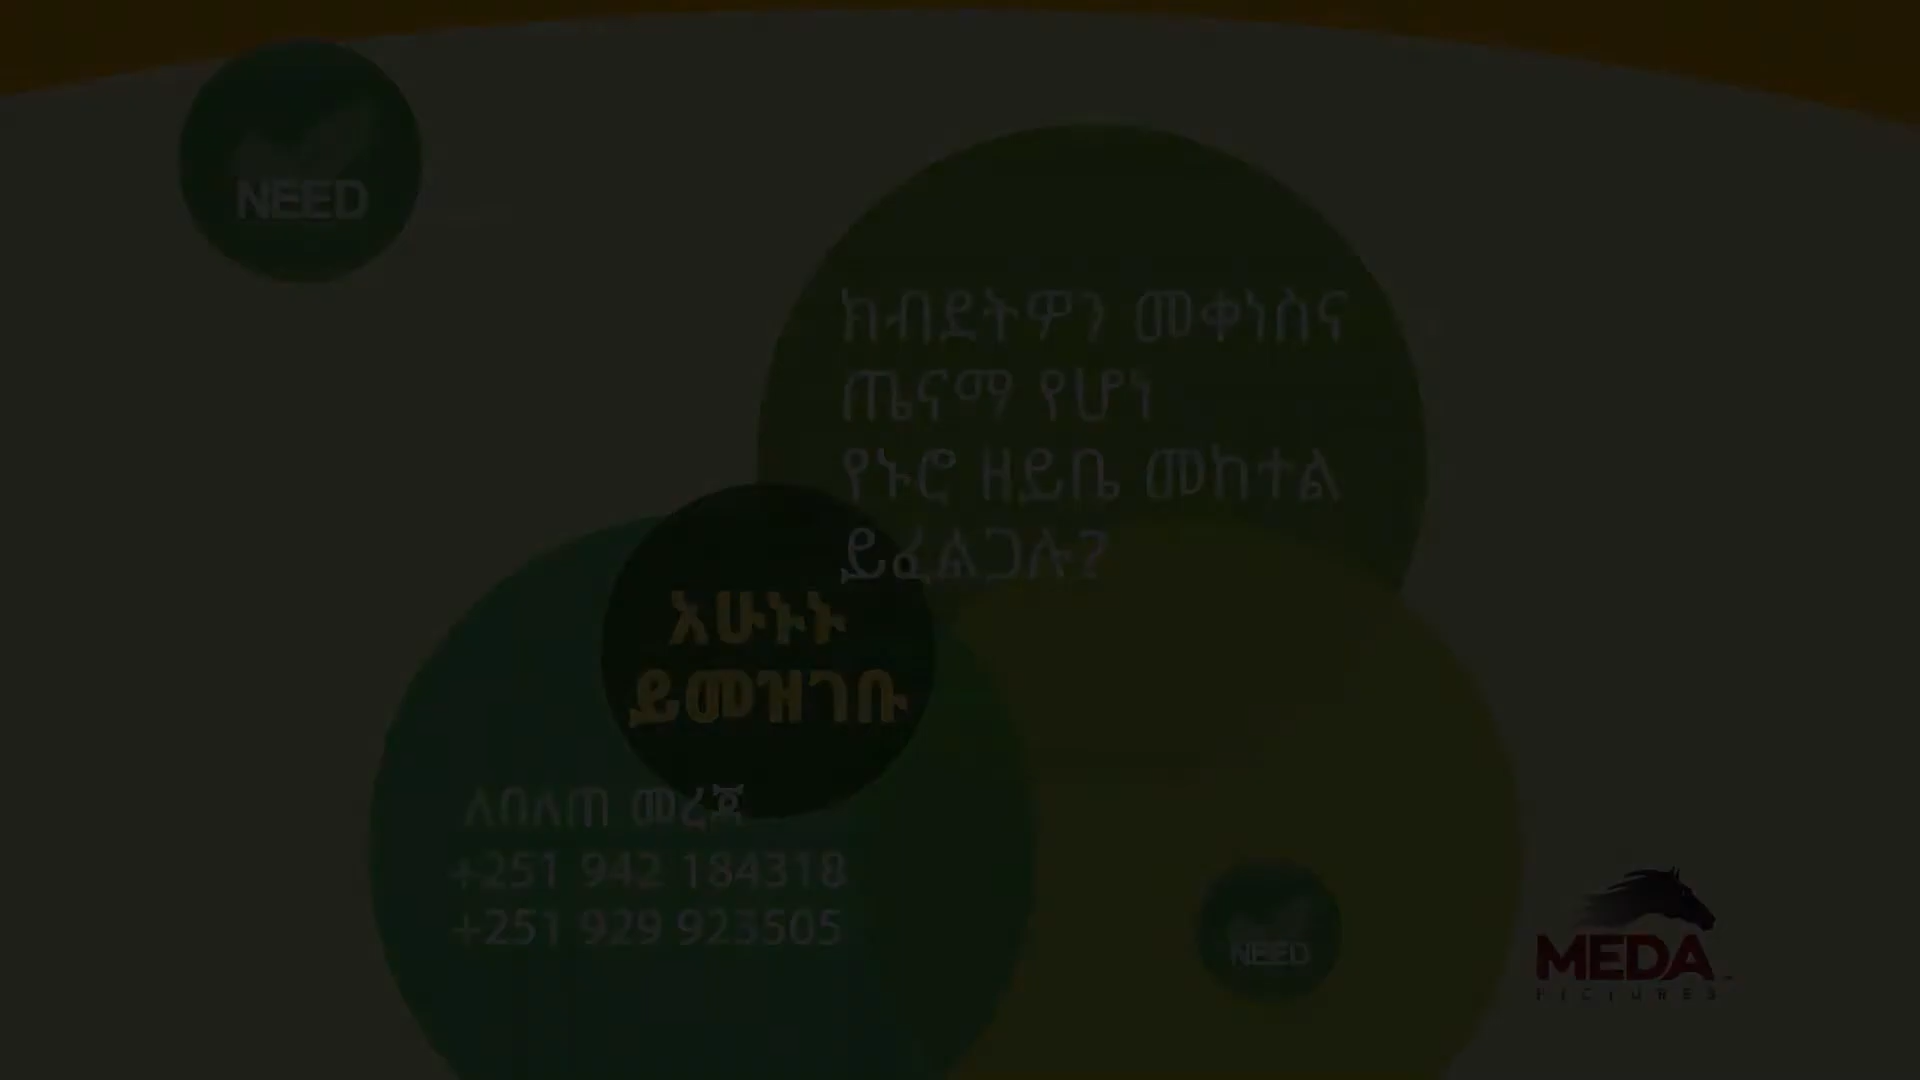 NEED
ክብደትዎን መቀነስና
ጤናማ የሆነ
የኑሮ ዘይቤ መከተል
ይፈልጋሉ?
አሁኑኑ
ይመዝገቡ
ለበለጠ መረጃ
+251 942 184318
+251 929 923505
NEED
MEDA
PICTURES